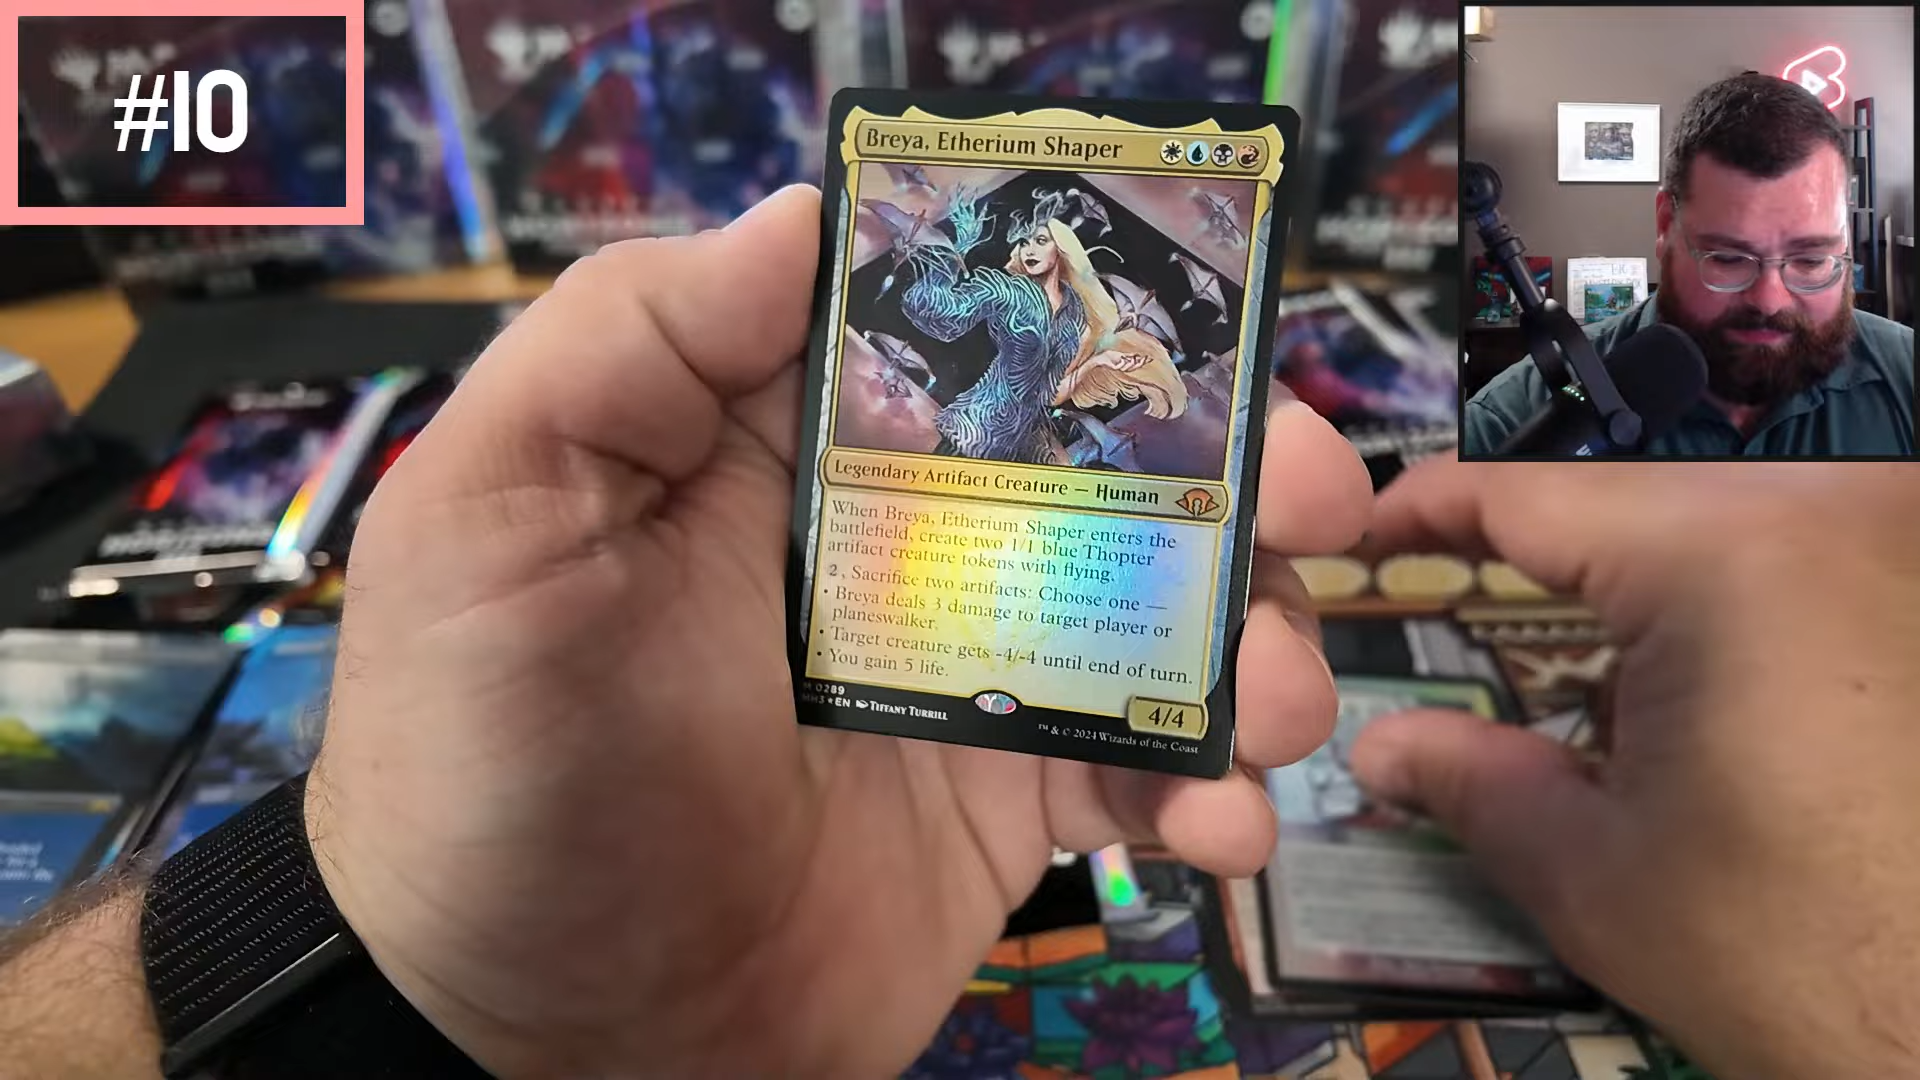 #10
Breya, Etherium Shaper
Legendary Artifact Creature — Human
When Breya, Etherium Shaper enters the
battlefield, create two 1/1 blue Thopter
artifact creature tokens with flying.
2, Sacrifice two artifacts: Choose one —
• Breya deals 3 damage to target player or
planeswalker.
• Target creature gets -4/-4 until end of turn.
• You gain 5 life.
4/4
M 0289
MH3 ★ EN TIFFANY TURRILL
™ & © 2024 Wizards of the Coast